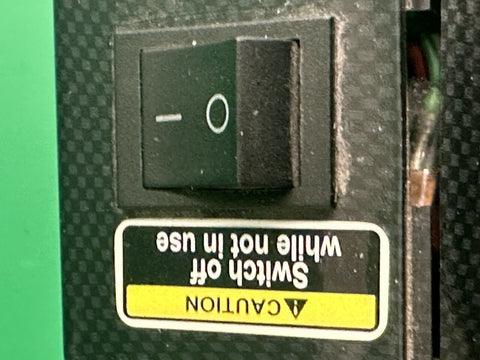 CAUTION
Switch off
while not in use
I O